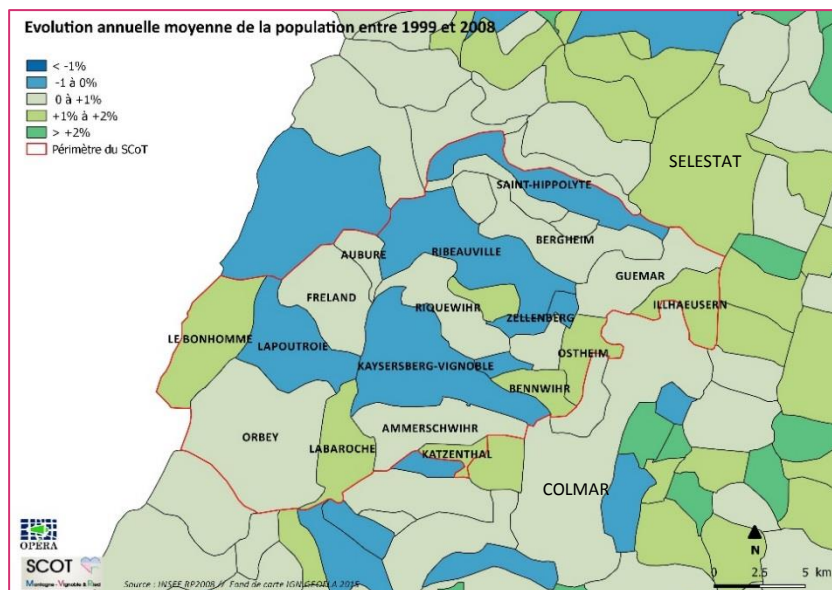 Evolution annuelle moyenne de la population entre 1999 et 2008
< -1%
-1 à 0%
0 à +1%
+1% à +2%
> +2%
Périmètre du SCoT
SELESTAT
SAINT-HIPPOLYTE
BERGHEIM
RIBEAUVILLE
AUBURE
GUEMAR
FRELAND
RIQUEWIHR
ILLHAEUSERN
ZELLENBERG
LE BONHOMME
LAPOUTROIE
OSTHEIM
KAYSERSBERG-VIGNOBLE
BENNWIHR
AMMERSCHWIHR
ORBEY
LABAROCHE
KATZENTHAL
COLMAR
OPERA
SCOT
Montagne - Vignoble & Ried
Source : INSEE RP2008 // Fond de carte IGN GEOFLA 2015
N
0 2.5 5 km